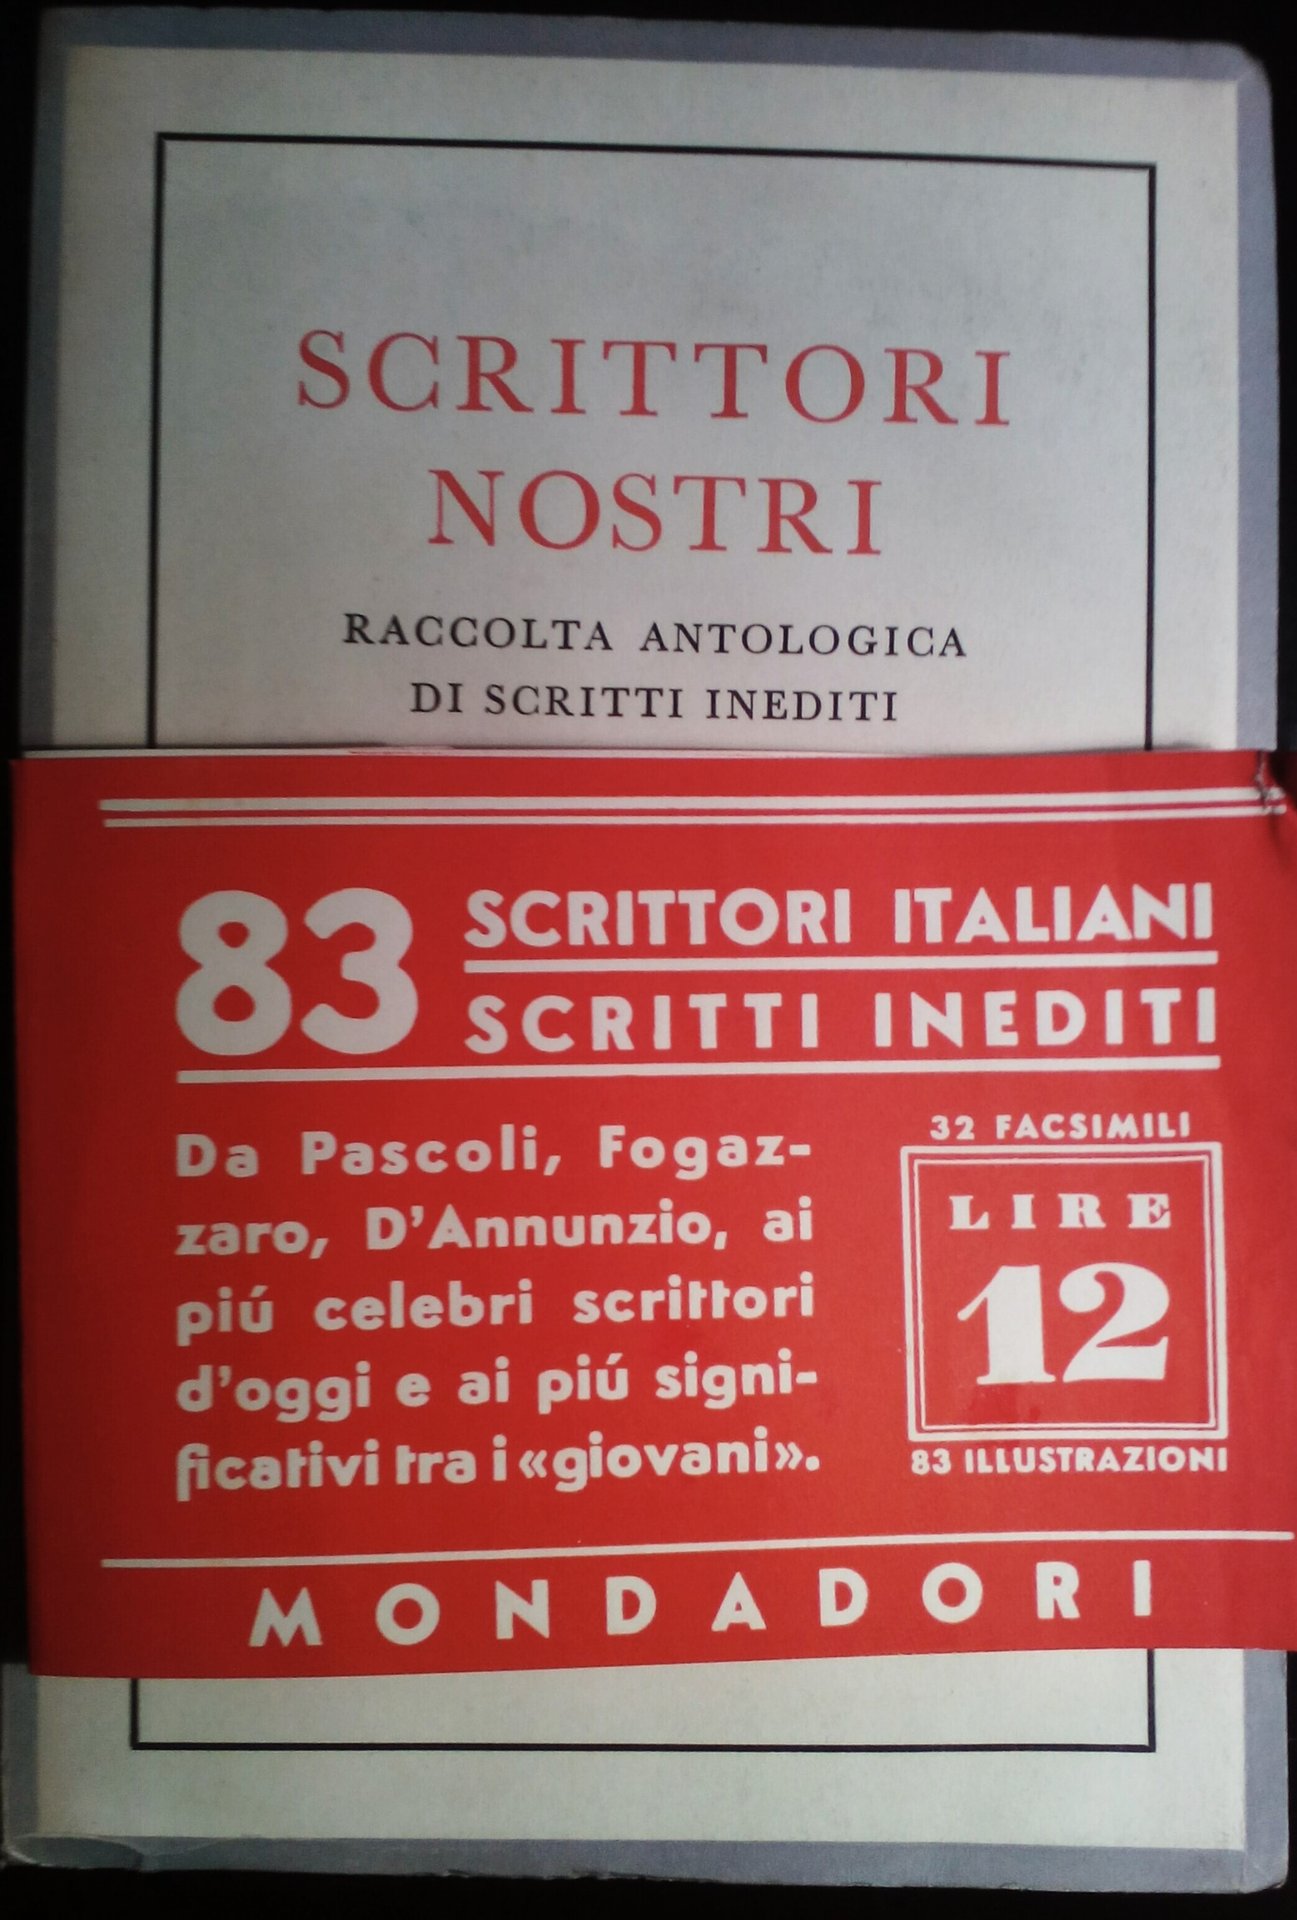 SCRITTORI
NOSTRI
RACCOLTA ANTOLOGICA
DI SCRITTI INEDITI
83 SCRITTORI ITALIANI
SCRITTI INEDITI
Da Pascoli, Fogaz-
zaro, D'Annunzio, ai
piú celebri scrittori
d'oggi e ai piú signi-
ficativi tra i «giovani».
32 FACSIMILI
LIRE
12
83 ILLUSTRAZIONI
MONDADORI